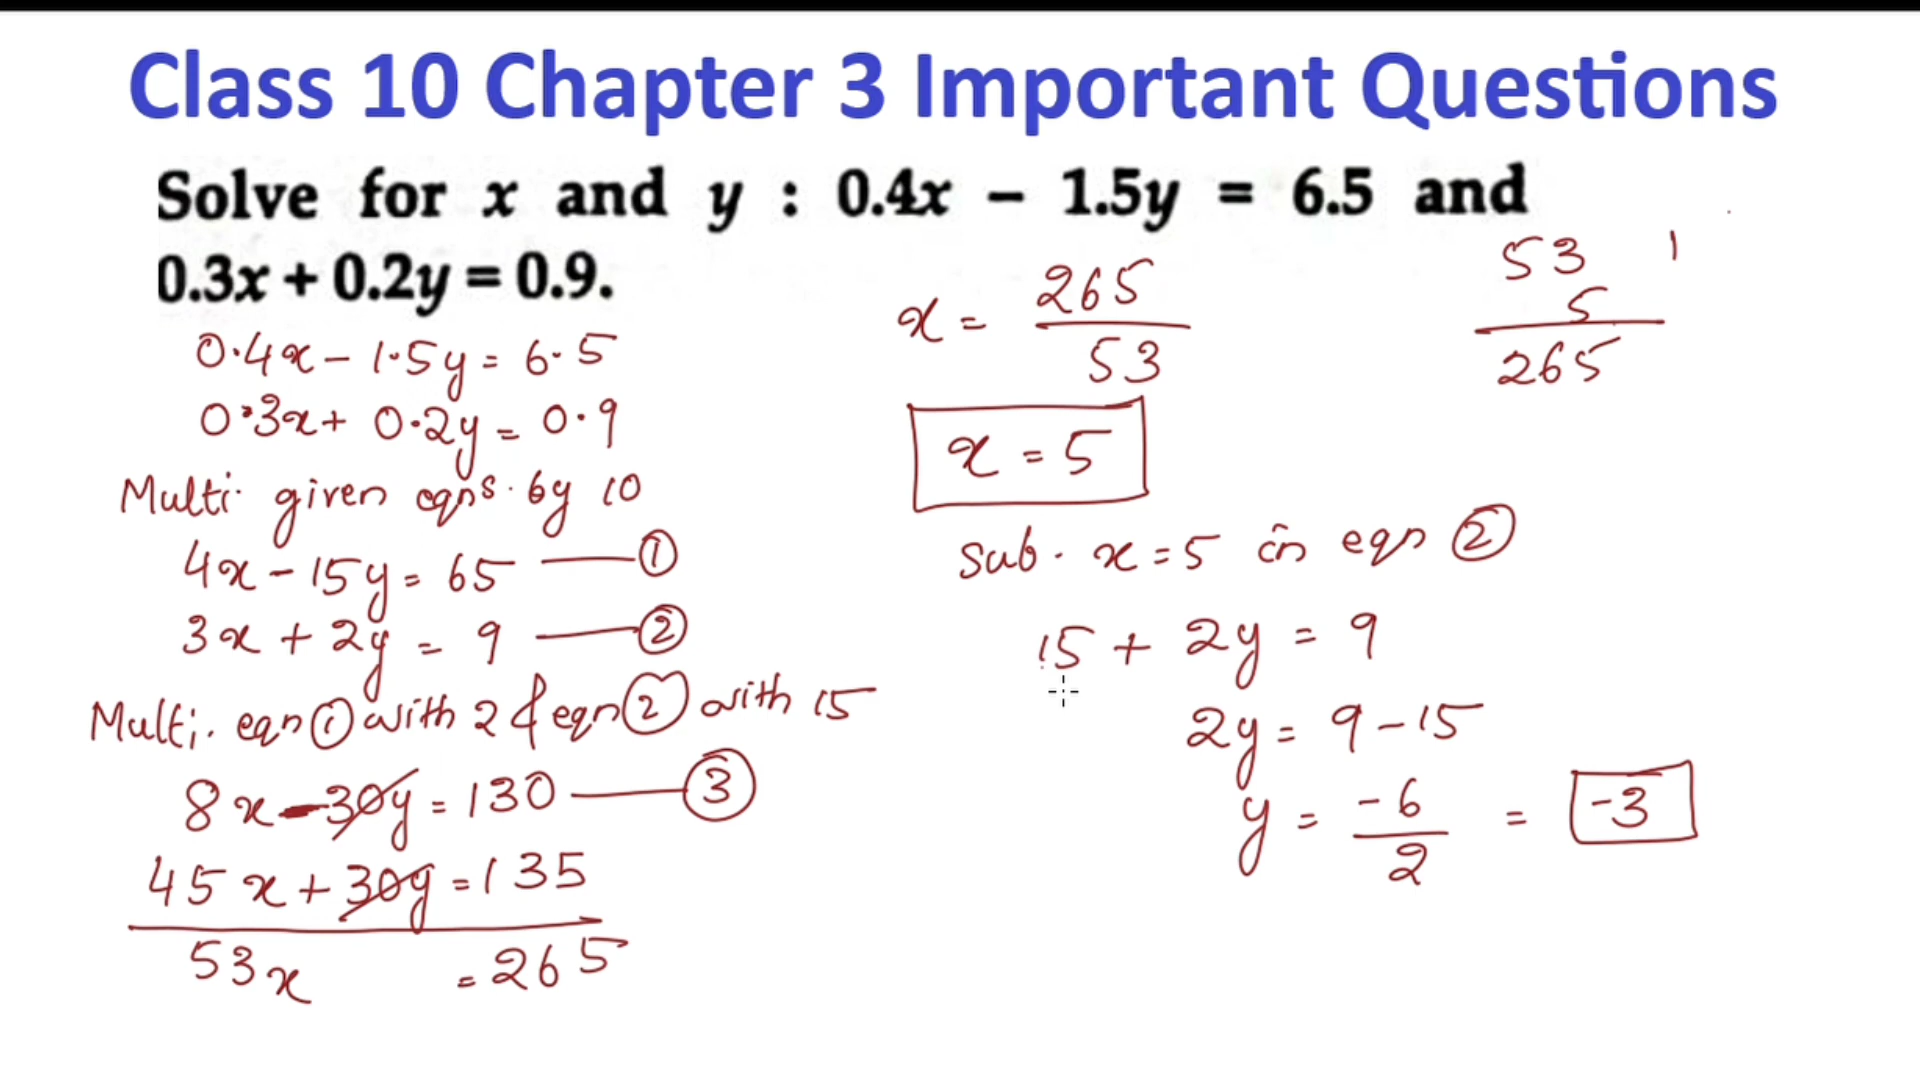 Class 10 Chapter 3 Important Questions
Solve for x and y : 0.4x – 1.5y = 6.5 and
0.3x + 0.2y = 0.9.
0.4x - 1.5y = 6.5
0.3x + 0.2y = 0.9
Multi. given eqns. by 10
4x - 15y = 65 —— ①
3x + 2y = 9 —— ②
Multi. eqn ① with 2 & eqn ② with 15
8x - 30y = 130 —— ③
45x + 30y = 135
53x = 265
x = 265/53
53 1
5
265
x = 5
Sub. x = 5 in eqn ②
15 + 2y = 9
2y = 9 - 15
y = -6/2 = -3